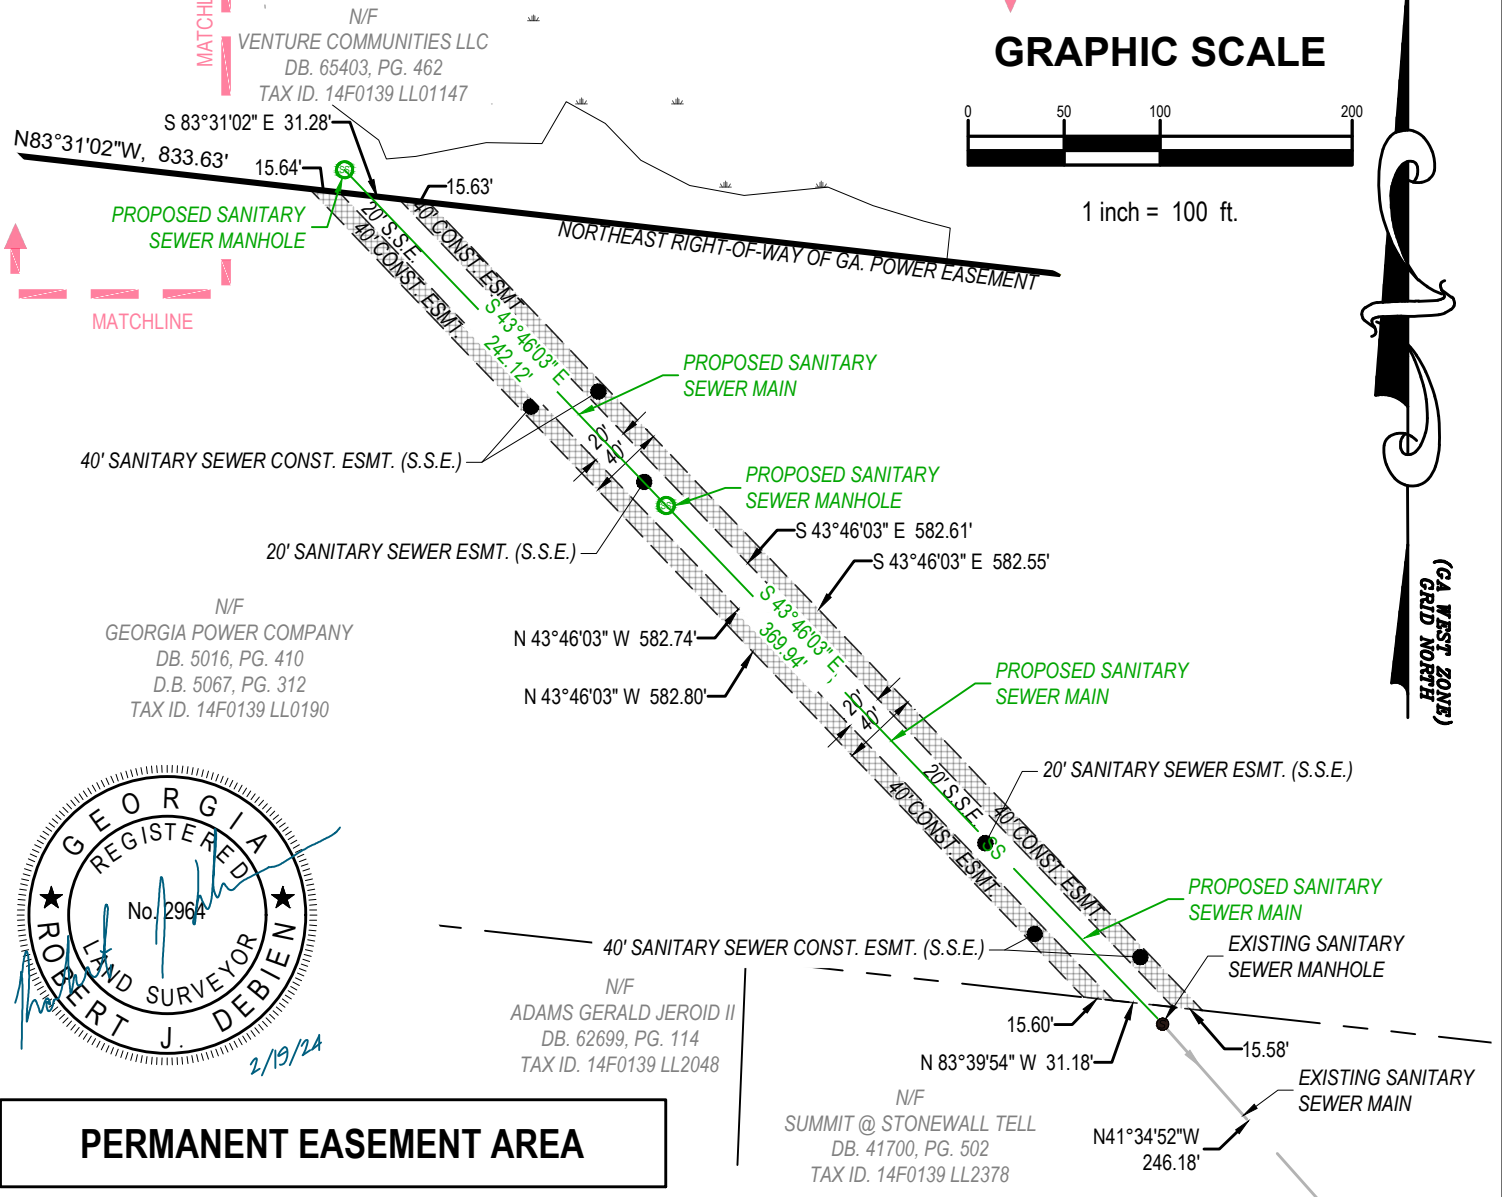 MATCHL
N/F
VENTURE COMMUNITIES LLC
DB. 65403, PG. 462
TAX ID. 14F0139 LL01147
GRAPHIC SCALE
0 50 100 200
1 inch = 100 ft.
S 83°31'02" E 31.28'
N83°31'02"W, 833.63'
15.64'
15.63'
PROPOSED SANITARY
SEWER MANHOLE
NORTHEAST RIGHT-OF-WAY OF GA. POWER EASEMENT
MATCHLINE
20' S.S.E.
40' CONST. ESMT.
40' CONST. ESMT.
S 43°46'03" E
242.12'
PROPOSED SANITARY
SEWER MAIN
20'
40'
40' SANITARY SEWER CONST. ESMT. (S.S.E.)
PROPOSED SANITARY
SEWER MANHOLE
20' SANITARY SEWER ESMT. (S.S.E.)
S 43°46'03" E 582.61'
S 43°46'03" E 582.55'
N/F
GEORGIA POWER COMPANY
DB. 5016, PG. 410
D.B. 5067, PG. 312
TAX ID. 14F0139 LL0190
N 43°46'03" W 582.74'
N 43°46'03" W 582.80'
S 43°46'03" E,
369.94'
PROPOSED SANITARY
SEWER MAIN
(GA WEST ZONE)
GRID NORTH
20'
40'
20' SANITARY SEWER ESMT. (S.S.E.)
20' S.S.E.
SS
40' CONST. ESMT.
40' CONST. ESMT.
PROPOSED SANITARY
SEWER MAIN
GEORGIA
REGISTERED
No. 2964
LAND SURVEYOR
ROBERT J. DEBIEN
2/19/24
40' SANITARY SEWER CONST. ESMT. (S.S.E.)
EXISTING SANITARY
SEWER MANHOLE
N/F
ADAMS GERALD JEROID II
DB. 62699, PG. 114
TAX ID. 14F0139 LL2048
15.60'
N 83°39'54" W 31.18'
15.58'
EXISTING SANITARY
SEWER MAIN
N/F
SUMMIT @ STONEWALL TELL
DB. 41700, PG. 502
TAX ID. 14F0139 LL2378
N41°34'52"W
246.18'
PERMANENT EASEMENT AREA